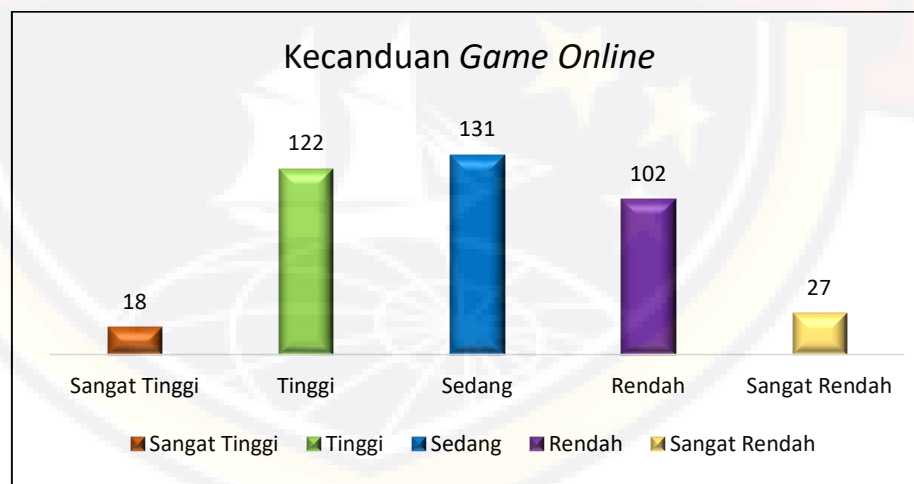 Kecanduan Game Online
18
122
131
102
27
Sangat Tinggi
Tinggi
Sedang
Rendah
Sangat Rendah
Sangat Tinggi Tinggi Sedang Rendah Sangat Rendah